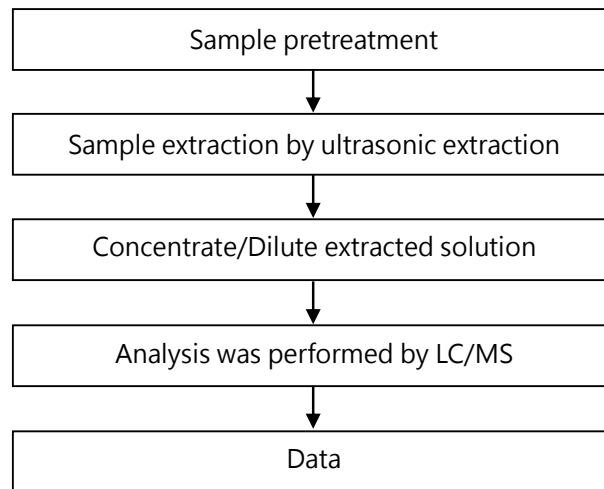 Sample pretreatment
Sample extraction by ultrasonic extraction
Concentrate/Dilute extracted solution
Analysis was performed by LC/MS
Data